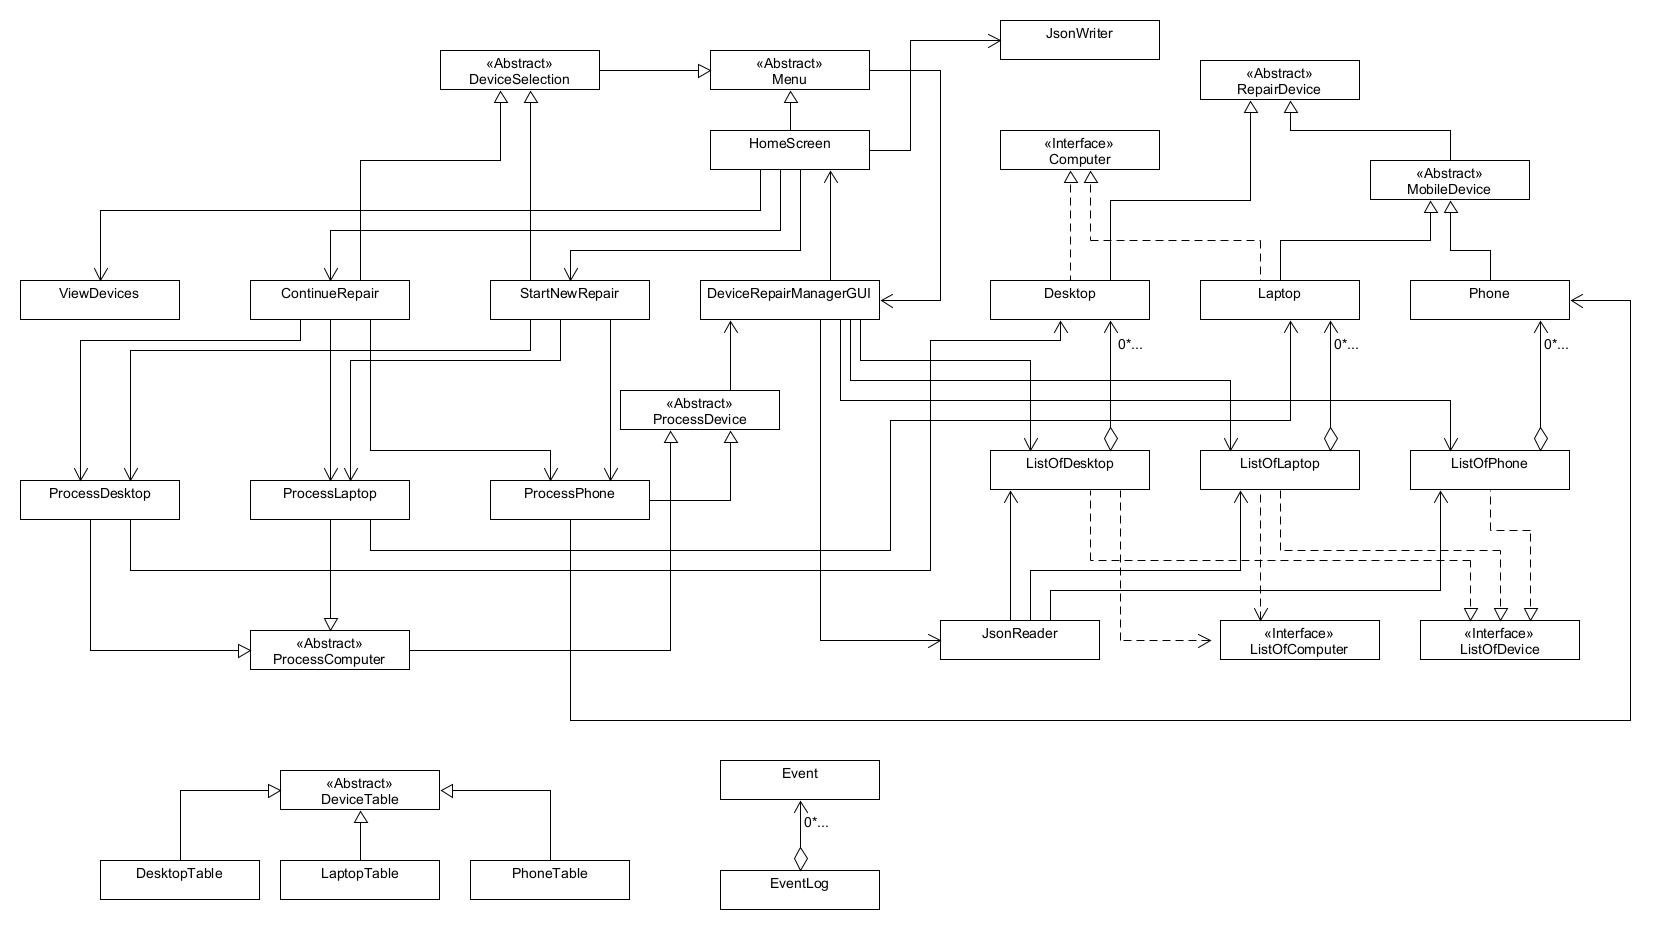 JsonWriter
«Abstract»
DeviceSelection
«Abstract»
Menu
«Abstract»
RepairDevice
HomeScreen
«Interface»
Computer
«Abstract»
MobileDevice
ViewDevices
ContinueRepair
StartNewRepair
DeviceRepairManagerGUI
Desktop
Laptop
Phone
0*...
0*...
0*...
«Abstract»
ProcessDevice
ListOfDesktop
ListOfLaptop
ListOfPhone
ProcessDesktop
ProcessLaptop
ProcessPhone
«Abstract»
ProcessComputer
JsonReader
«Interface»
ListOfComputer
«Interface»
ListOfDevice
«Abstract»
DeviceTable
Event
0*...
DesktopTable
LaptopTable
PhoneTable
EventLog